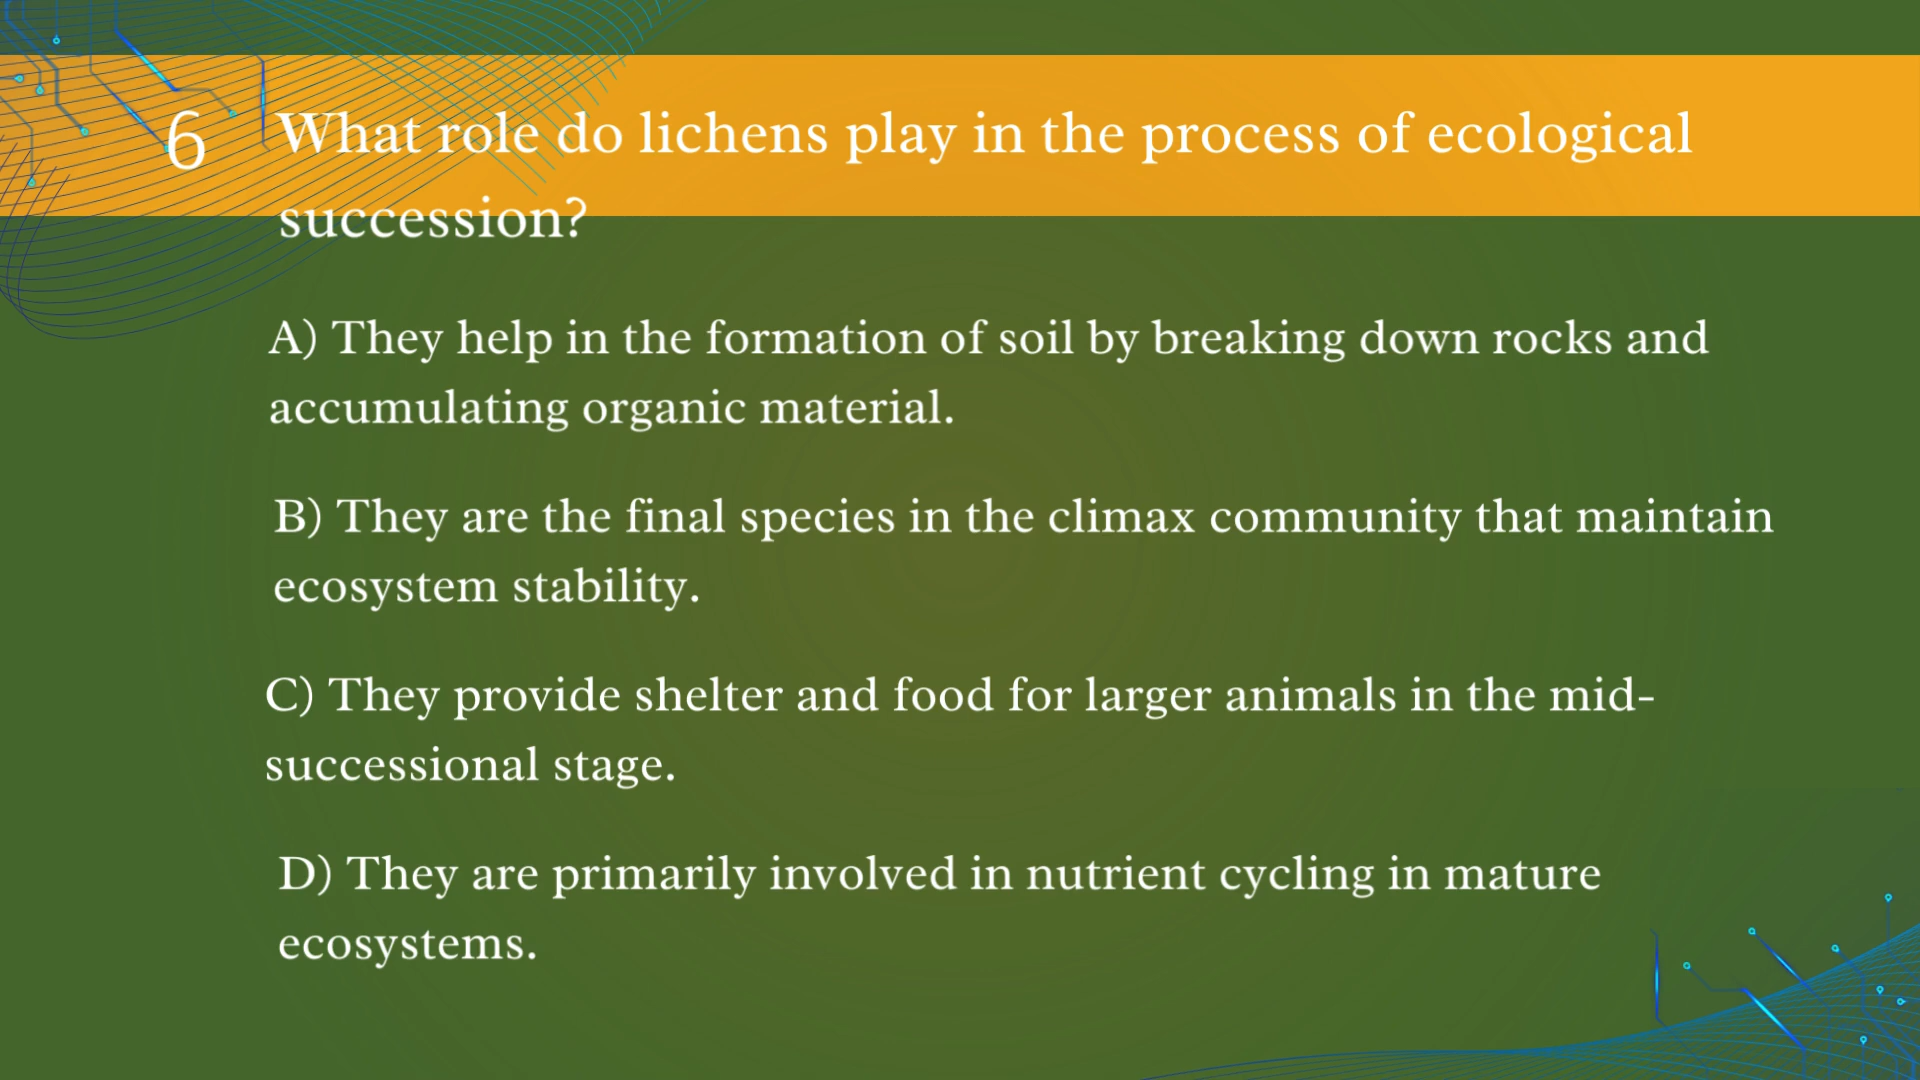 6 What role do lichens play in the process of ecological
succession?
A) They help in the formation of soil by breaking down rocks and
accumulating organic material.
B) They are the final species in the climax community that maintain
ecosystem stability.
C) They provide shelter and food for larger animals in the mid-
successional stage.
D) They are primarily involved in nutrient cycling in mature
ecosystems.